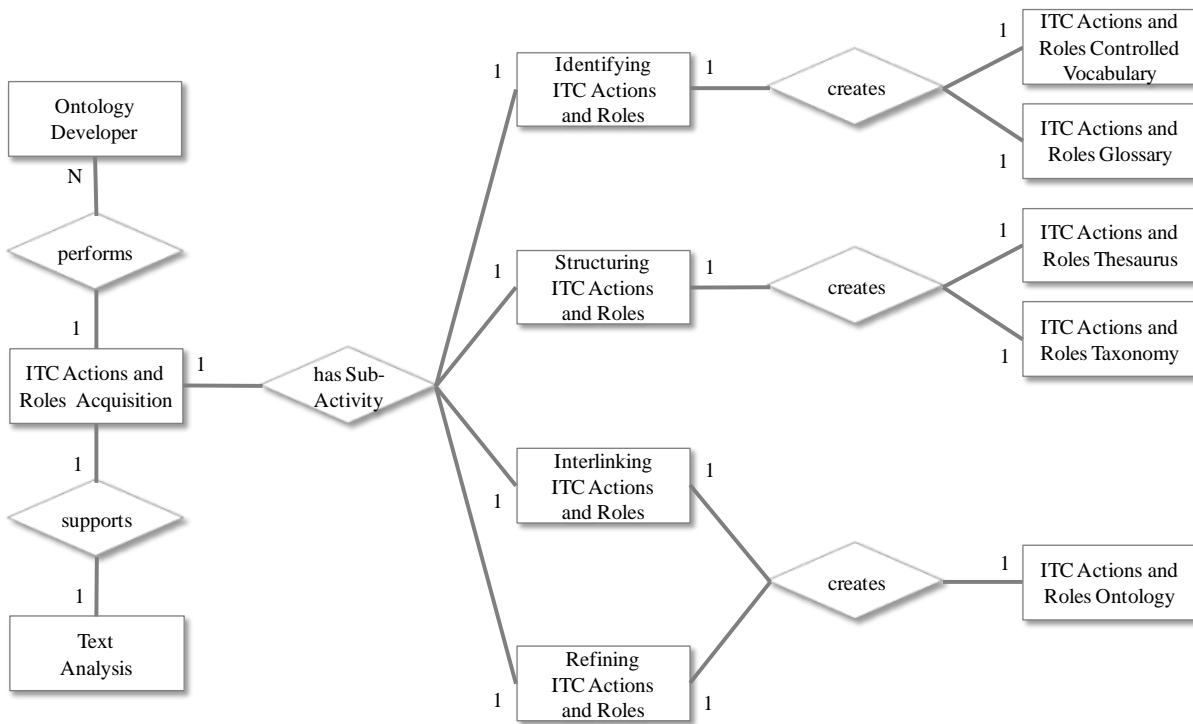 Ontology
Developer
N
performs
1
ITC Actions and
Roles Acquisition
1
1
supports
1
Text
Analysis
has Sub-
Activity
1
Identifying
ITC Actions
and Roles
1
creates
1
ITC Actions and
Roles Controlled
Vocabulary
1
ITC Actions and
Roles Glossary
1
Structuring
ITC Actions
and Roles
1
creates
1
ITC Actions and
Roles Thesaurus
1
ITC Actions and
Roles Taxonomy
1
Interlinking
ITC Actions
and Roles
1
1
Refining
ITC Actions
and Roles
1
creates
1
ITC Actions and
Roles Ontology